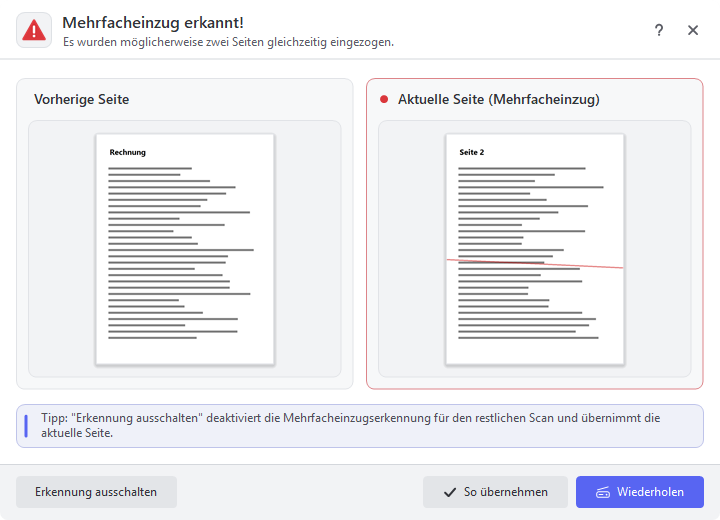 Mehrfacheinzug erkannt!
Es wurden möglicherweise zwei Seiten gleichzeitig eingezogen.
?
Vorherige Seite
Aktuelle Seite (Mehrfacheinzug)
Rechnung
Seite 2
Tipp: "Erkennung ausschalten" deaktiviert die Mehrfacheinzugserkennung für den restlichen Scan und übernimmt die
aktuelle Seite.
Erkennung ausschalten
So übernehmen
Wiederholen